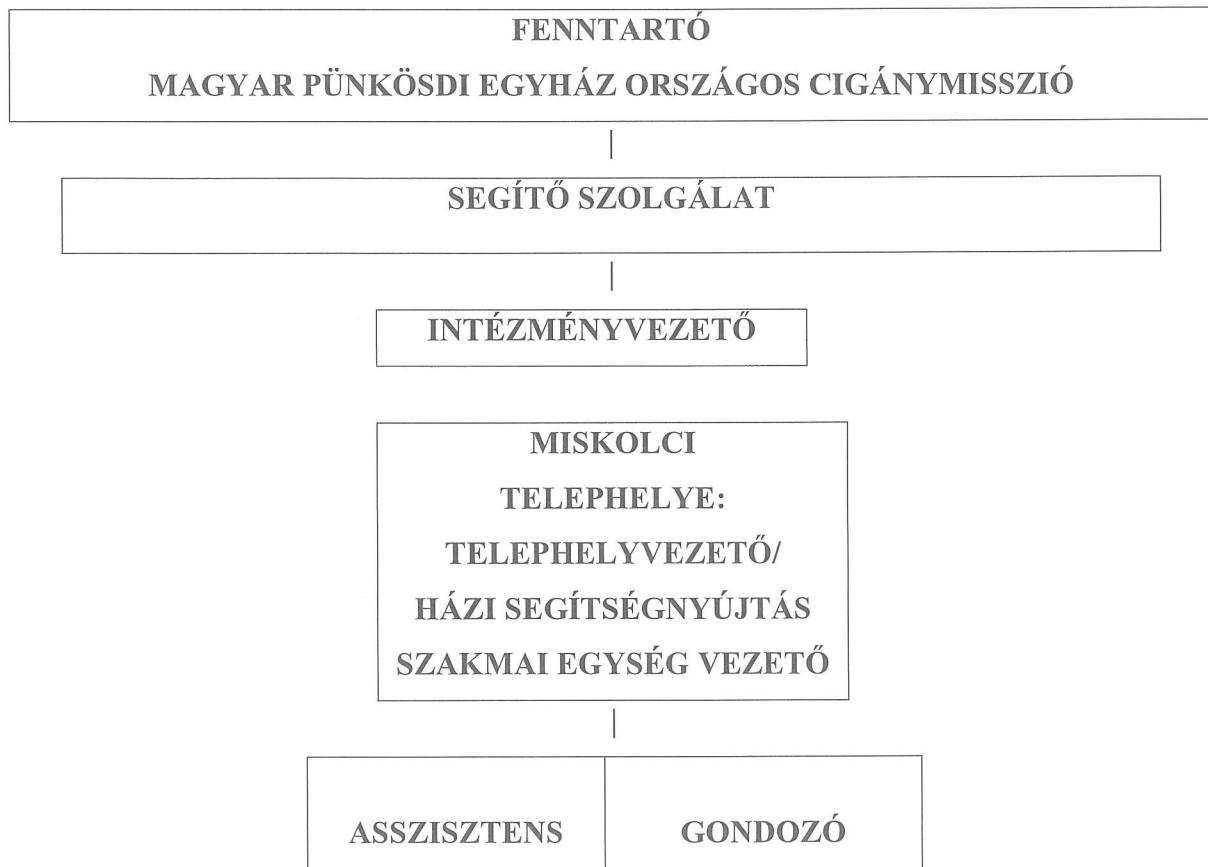 FENNTARTÓ
MAGYAR PÜNKÖSDI EGYHÁZ ORSZÁGOS CIGÁNYMISSZIÓ
SEGÍTŐ SZOLGÁLAT
INTÉZMÉNYVEZETŐ
MISKOLCI
TELEPHELYE:
TELEPHELYVEZETŐ/
HÁZI SEGÍTSÉGNYÚJTÁS
SZAKMAI EGYSÉG VEZETŐ
ASSZISZTENS GONDOZÓ